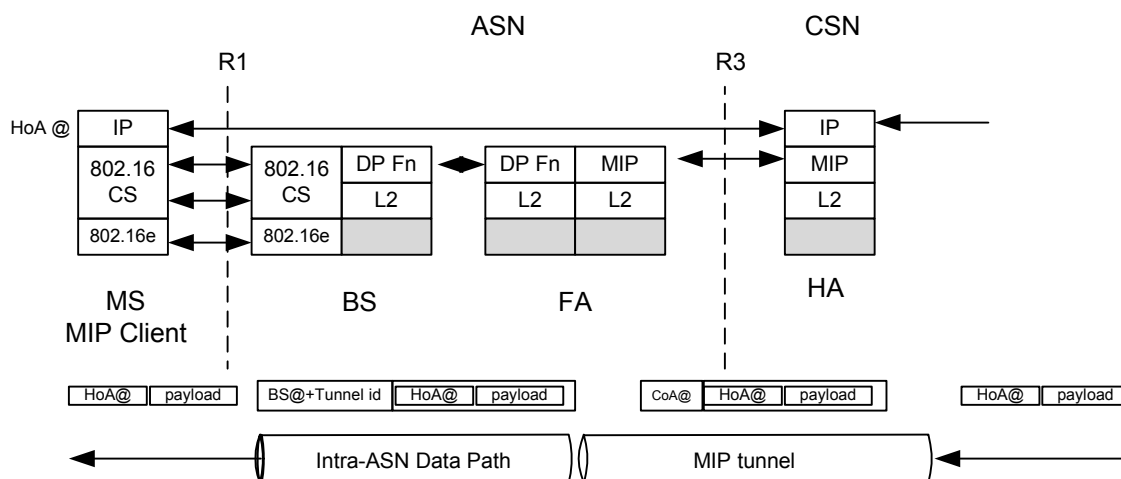 ASN
CSN
R1
R3
HoA @
IP
IP
802.16
CS
802.16
CS
DP Fn
DP Fn
MIP
MIP
L2
L2
L2
L2
802.16e
802.16e
MS
MIP Client
BS
FA
HA
HoA@ payload
BS@+Tunnel id HoA@ payload
CoA@ HoA@ payload
HoA@ payload
Intra-ASN Data Path
MIP tunnel